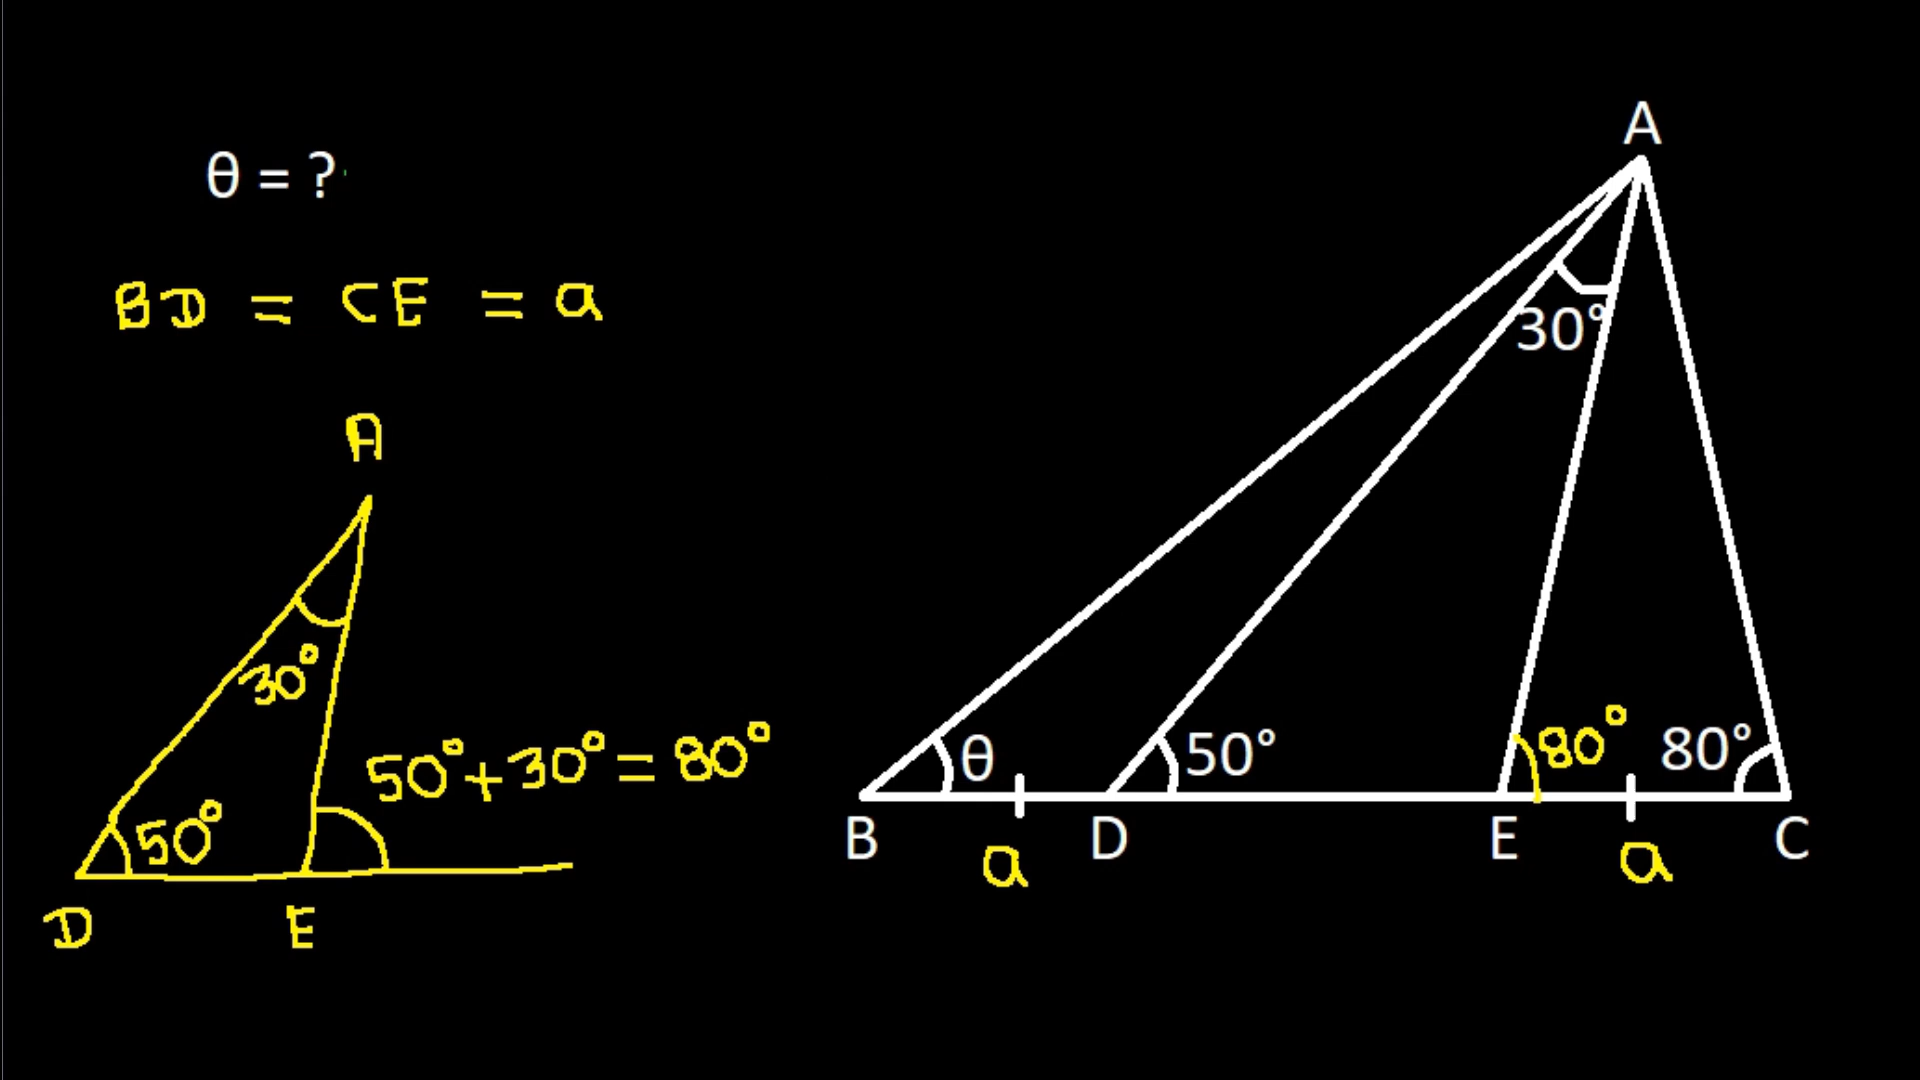 θ = ?
BD = CE = a
A
30°
50°
50°+30°=80°
D
E
A
30°
θ
50°
80°
80°
B
D
E
C
a
a